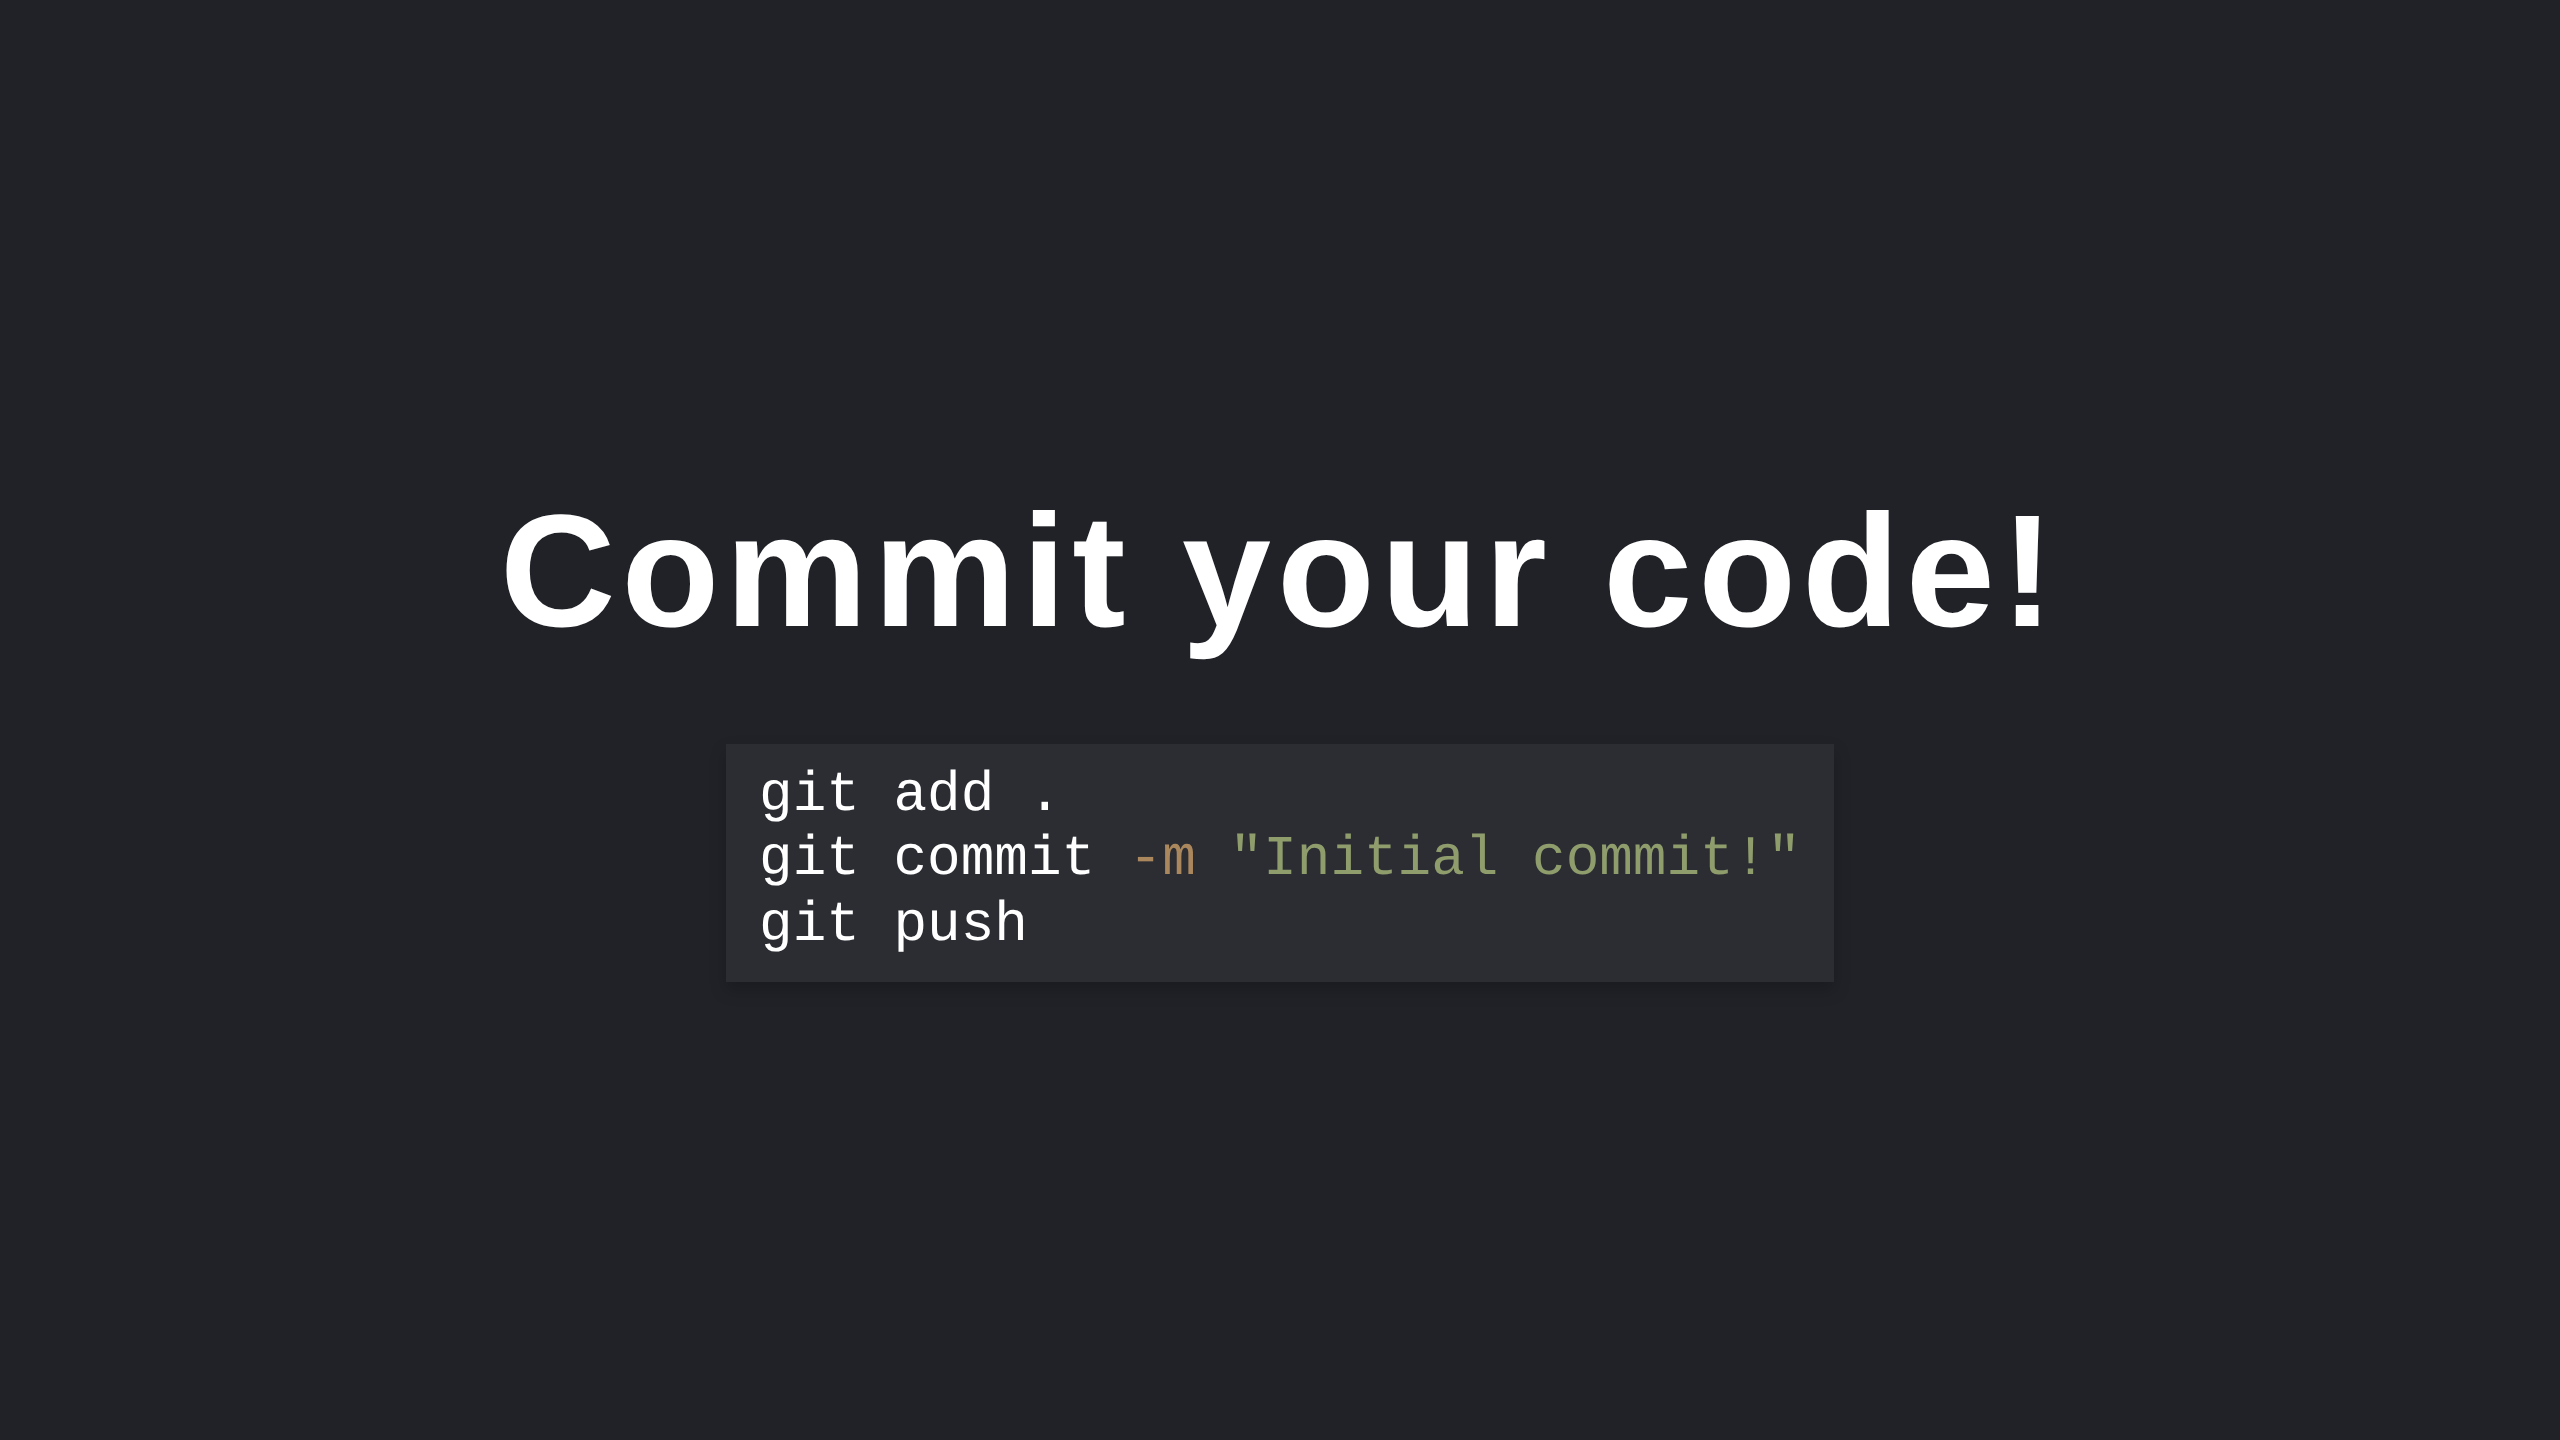 Commit your code!
git add .
git commit -m "Initial commit!"
git push